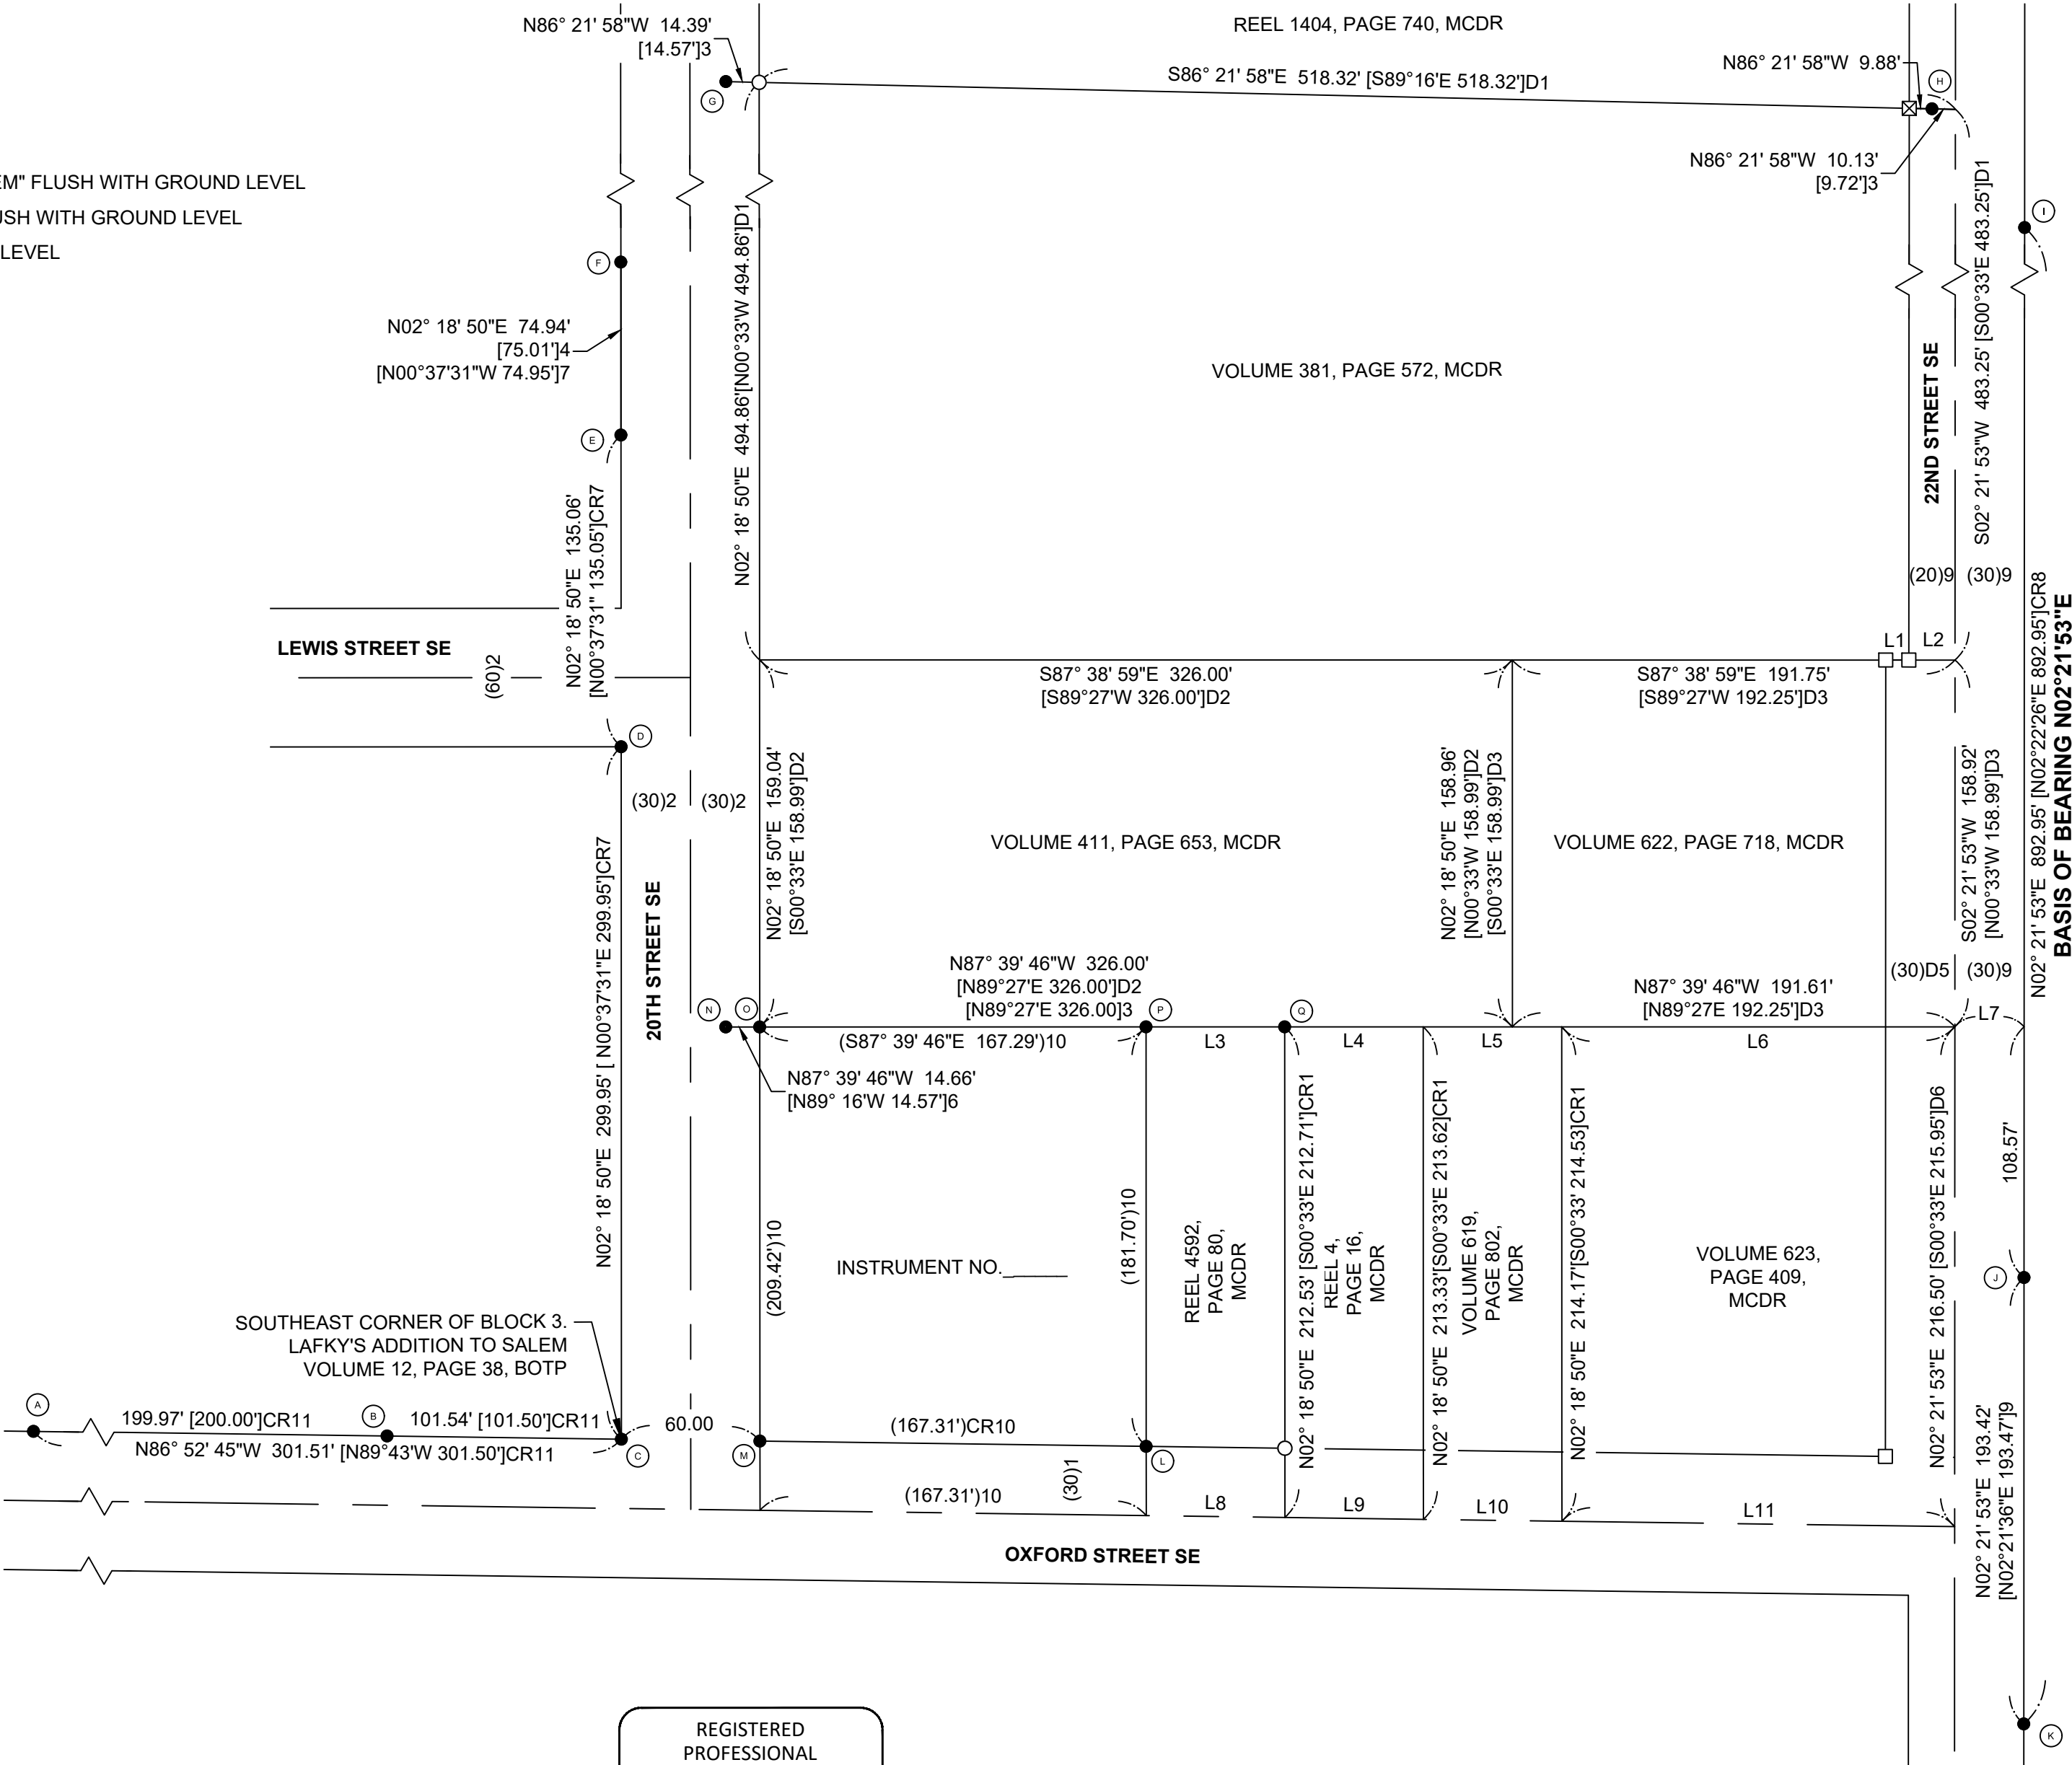 N86° 21' 58"W 14.39'
[14.57']3
REEL 1404, PAGE 740, MCDR
S86° 21' 58"E 518.32' [S89°16'E 518.32']D1
N86° 21' 58"W 9.88'
G
H
N86° 21' 58"W 10.13'
[9.72']3
EM" FLUSH WITH GROUND LEVEL
USH WITH GROUND LEVEL
LEVEL
I
F
N02° 18' 50"E 74.94'
[75.01']4
[N00°37'31"W 74.95']7
E
N02° 18' 50"E 494.86'[N00°33'W 494.86']D1
VOLUME 381, PAGE 572, MCDR
22ND STREET SE
S02° 21' 53"W 483.25' [S00°33'E 483.25']D1
N02° 18' 50"E 135.06'
[N00°37'31" 135.05']CR7
(20)9
(30)9
LEWIS STREET SE
(60)2
L1
L2
N02° 21' 53"E 892.95' [N02°22'26"E 892.95']CR8
BASIS OF BEARING N02°21'53"E
S87° 38' 59"E 326.00'
[S89°27'W 326.00']D2
S87° 38' 59"E 191.75'
[S89°27'W 192.25']D3
D
(30)2
(30)2
N02° 18' 50"E 159.04'
[S00°33'E 158.99']D2
VOLUME 411, PAGE 653, MCDR
N02° 18' 50"E 158.96'
[N00°33'W 158.99']D2
[S00°33'E 158.99']D3
VOLUME 622, PAGE 718, MCDR
S02° 21' 53"W 158.92'
[N00°33'W 158.99']D3
N02° 18' 50"E 299.95' [ N00°37'31"E 299.95']CR7
20TH STREET SE
N87° 39' 46"W 326.00'
[N89°27'E 326.00']D2
[N89°27'E 326.00]3
N87° 39' 46"W 191.61'
[N89°27E 192.25']D3
(30)D5
(30)9
N
O
P
Q
(S87° 39' 46"E 167.29')10
L3
L4
L5
L6
L7
N87° 39' 46"W 14.66'
[N89° 16'W 14.57']6
(209.42')10
INSTRUMENT NO.______
(181.70')10
REEL 4592,
PAGE 80,
MCDR
N02° 18' 50"E 212.53' [S00°33'E 212.71']CR1
REEL 4,
PAGE 16,
MCDR
N02° 18' 50"E 213.33'[S00°33'E 213.62]CR1
VOLUME 619,
PAGE 802,
MCDR
N02° 18' 50"E 214.17'[S00°33' 214.53]CR1
VOLUME 623,
PAGE 409,
MCDR
N02° 21' 53"E 216.50' [S00°33'E 215.95']D6
108.57'
J
SOUTHEAST CORNER OF BLOCK 3.
LAFKY'S ADDITION TO SALEM
VOLUME 12, PAGE 38, BOTP
A
199.97' [200.00']CR11
B
101.54' [101.50']CR11
N86° 52' 45"W 301.51' [N89°43'W 301.50']CR11
C
60.00
M
(167.31')CR10
L
(30)1
(167.31')10
L8
L9
L10
L11
N02° 21' 53"E 193.42'
[N02°21'36"E 193.47']9
OXFORD STREET SE
K
REGISTERED
PROFESSIONAL